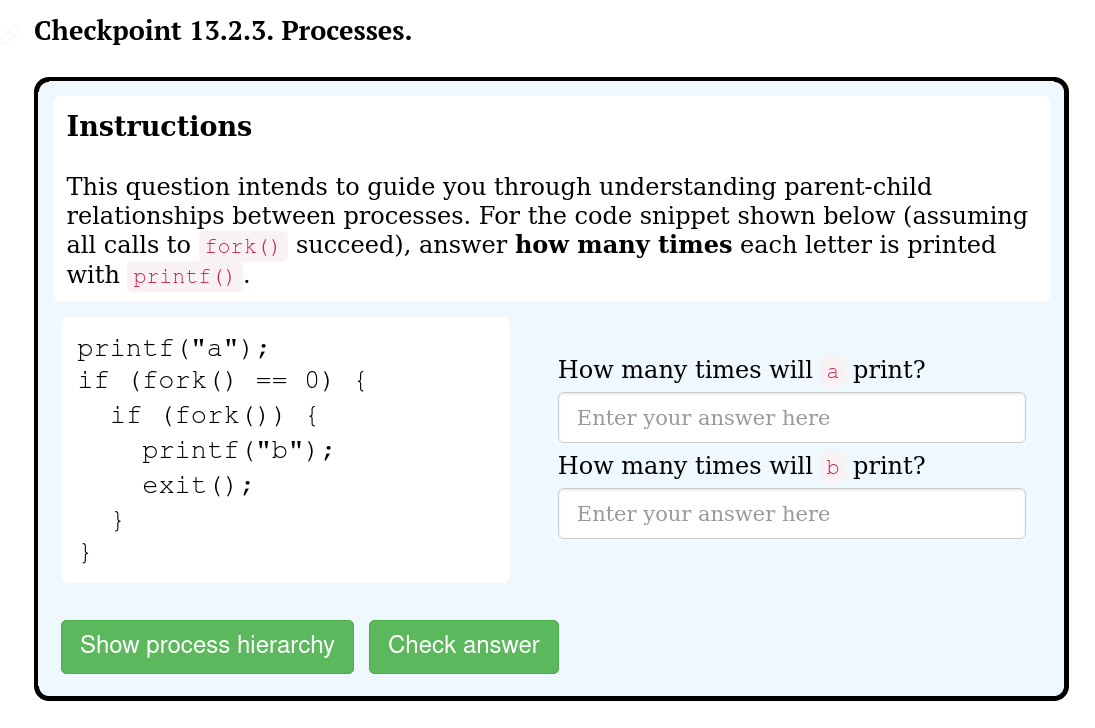 Checkpoint 13.2.3. Processes.
Instructions
This question intends to guide you through understanding parent-child
relationships between processes. For the code snippet shown below (assuming
all calls to fork() succeed), answer how many times each letter is printed
with printf().
printf("a");
if (fork() == 0) {
  if (fork()) {
    printf("b");
    exit();
  }
}
How many times will a print?
Enter your answer here
How many times will b print?
Enter your answer here
Show process hierarchy
Check answer